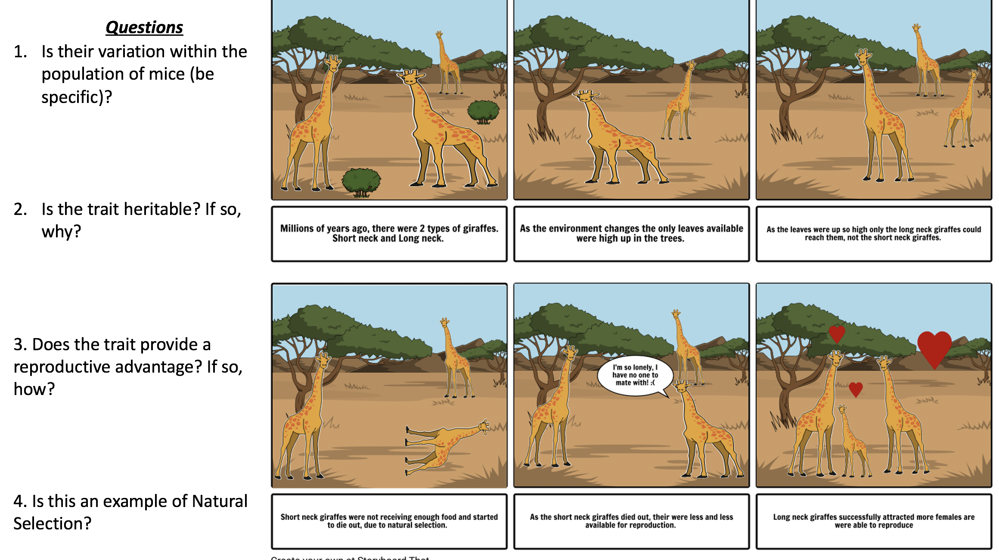 Questions
1. Is their variation within the
population of mice (be
specific)?
2. Is the trait heritable? If so,
why?
3. Does the trait provide a
reproductive advantage? If so,
how?
4. Is this an example of Natural
Selection?
Millions of years ago, there were 2 types of giraffes.
Short neck and Long neck.
As the environment changes the only leaves available
were high up in the trees.
As the leaves were up so high only the long neck giraffes could
reach them, not the short neck giraffes.
I'm so lonely, I
have no one to
mate with! :(
Short neck giraffes were not receiving enough food and started
to die out, due to natural selection.
As the short neck giraffes died out, their were less and less
available for reproduction.
Long neck giraffes successfully attracted more females are
were able to reproduce
Create your own at Storyboard That